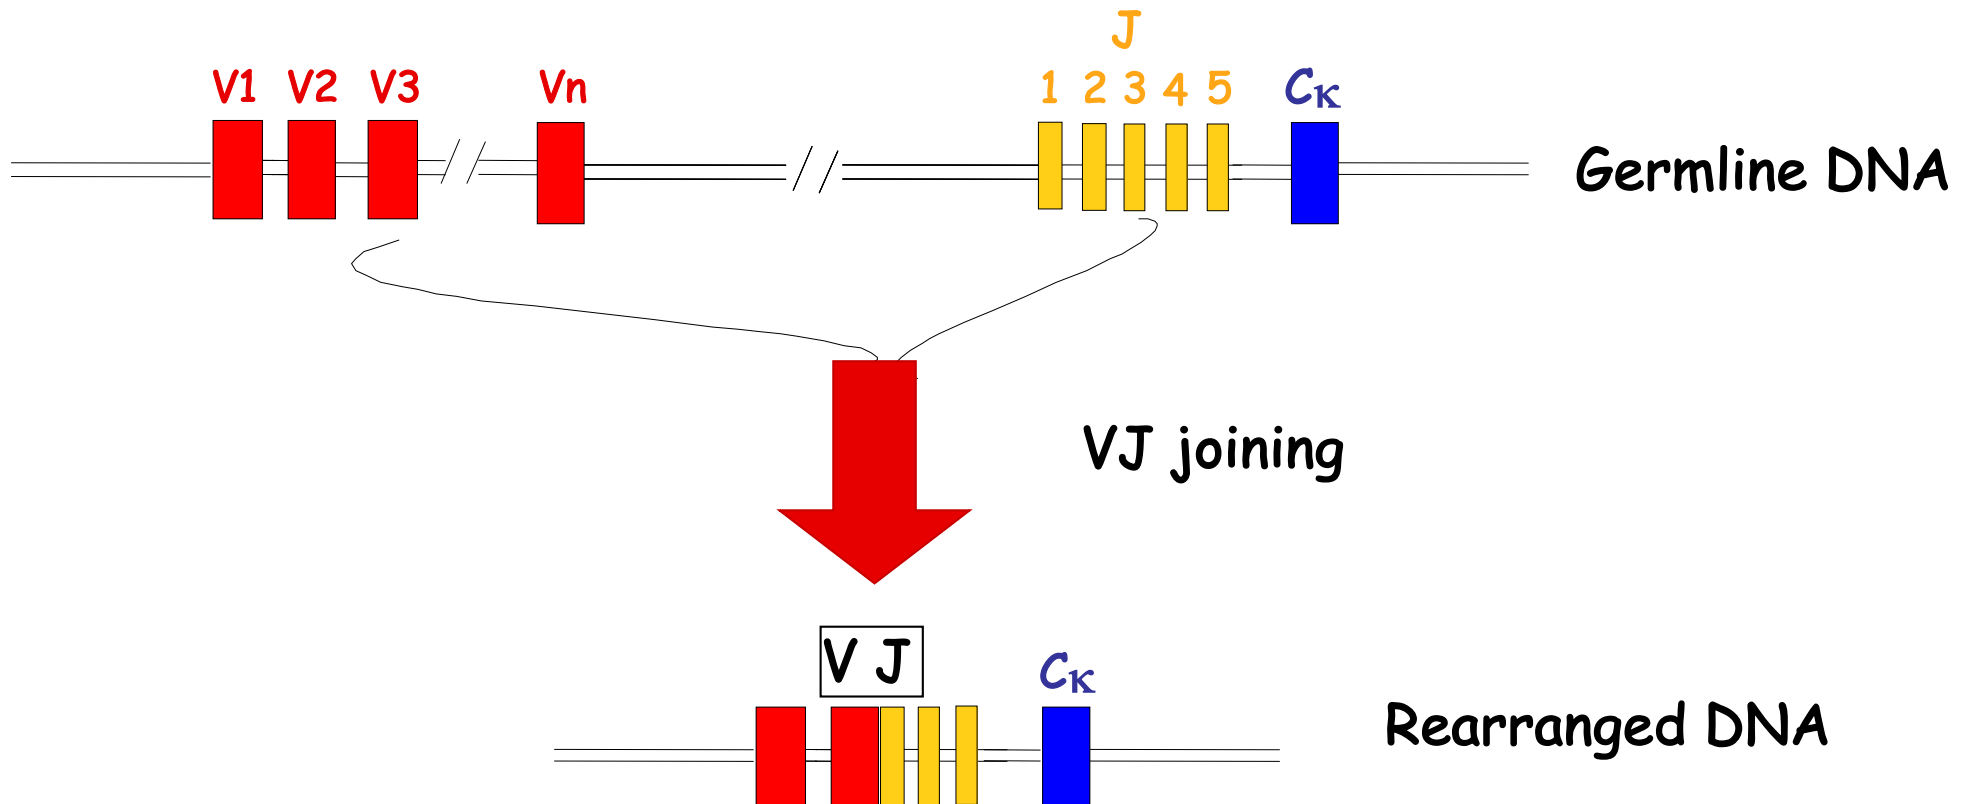 J
V1 V2 V3 Vn 1 2 3 4 5 Cκ
Germline DNA
VJ joining
V J
Cκ
Rearranged DNA